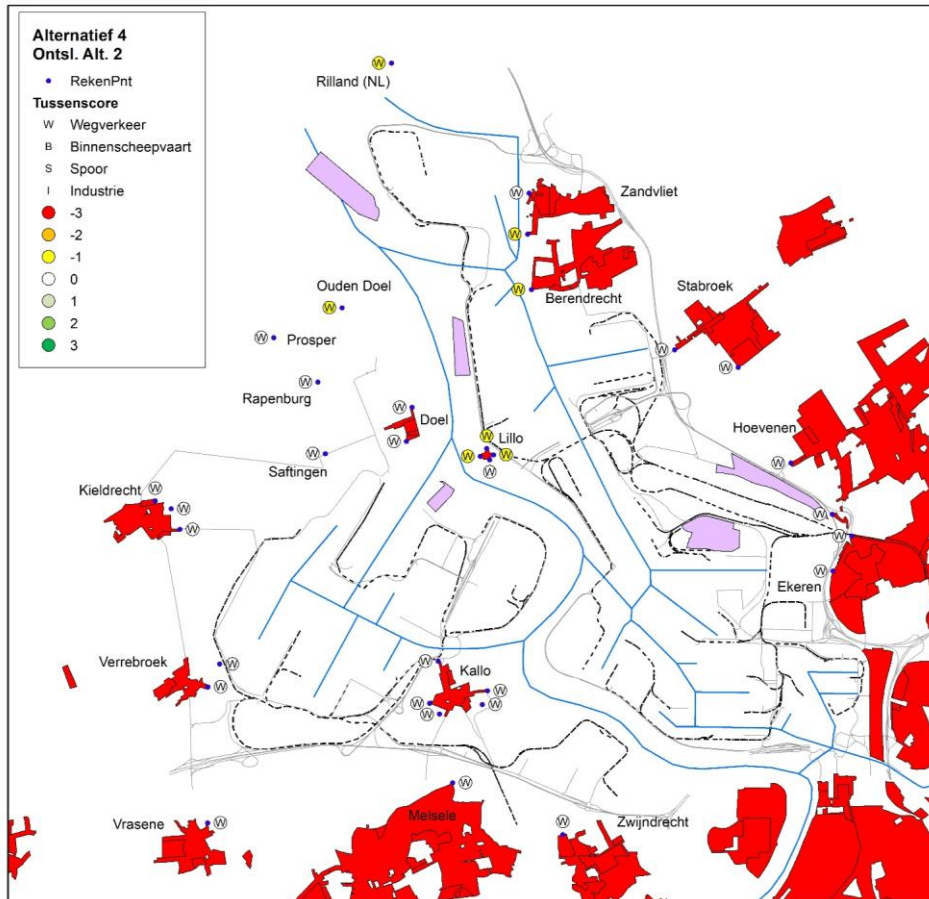 Alternatief 4
Ontsl. Alt. 2
RekenPnt
Tussenscore
W Wegverkeer
B Binnenscheepvaart
S Spoor
I Industrie
-3
-2
-1
0
1
2
3
W
Rilland (NL)
W
Zandvliet
W
W
Berendrecht
Stabroek
Ouden Doel
W
W
Prosper
W
W
Rapenburg
W
W
Doel
W
W
Lillo
W
W
W
Hoevenen
W
Saftingen
W
Kieldrecht
W
W
W
W
W
Ekeren
Verrebroek
W
W
W
Kallo
W
W
W
W
W
Melsele
Vrasene
W
W
Zwijndrecht